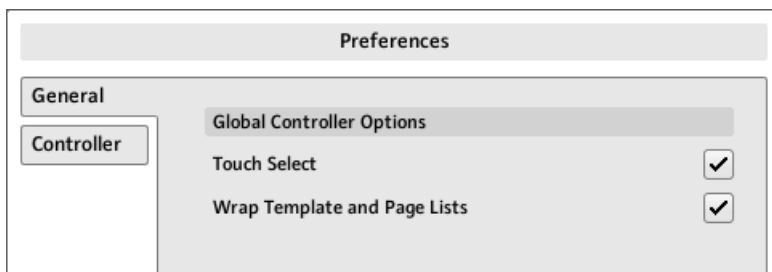 Preferences
General
Controller
Global Controller Options
Touch Select
Wrap Template and Page Lists